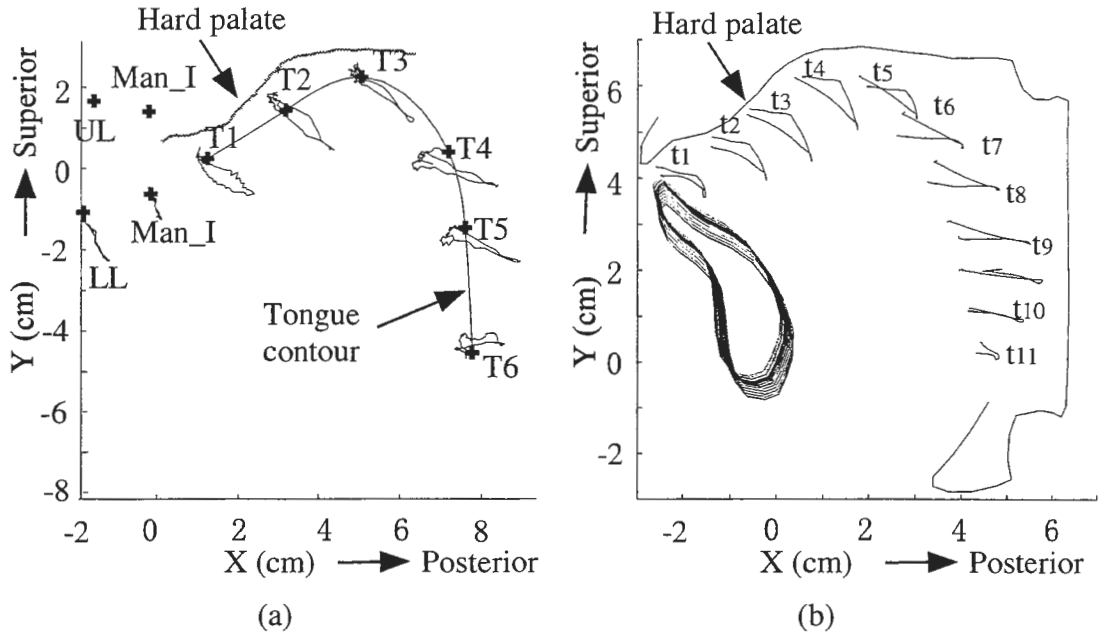 Hard palate
Man_I
T2
T3
UL
T1
T4
T5
Man_I
LL
Tongue
contour
T6
2
0
-2
-4
-6
-8
Y (cm) Superior
-2 0 2 4 6 8
X (cm) Posterior
(a)
Hard palate
t4
t5
t3
t6
t2
t7
t1
t8
t9
t10
t11
6
4
2
0
-2
Y (cm) Superior
-2 0 2 4 6
X (cm) Posterior
(b)